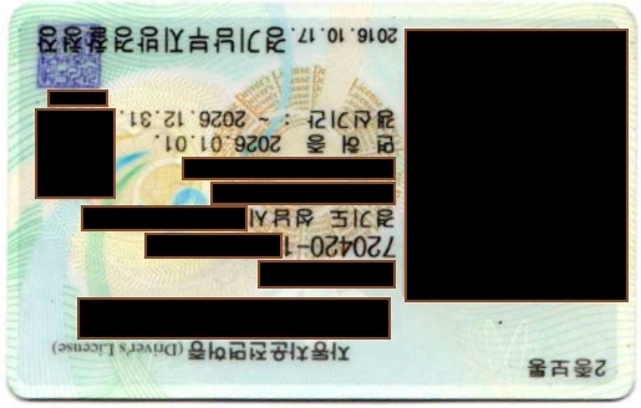 2종보통
자동차운전면허증 (Driver's License)
720420-1
경기도 성남시
면 허 증 2026.01.01.
갱신기간 : ~ 2026.12.31.
2016.10.17. 경기남부지방경찰청장